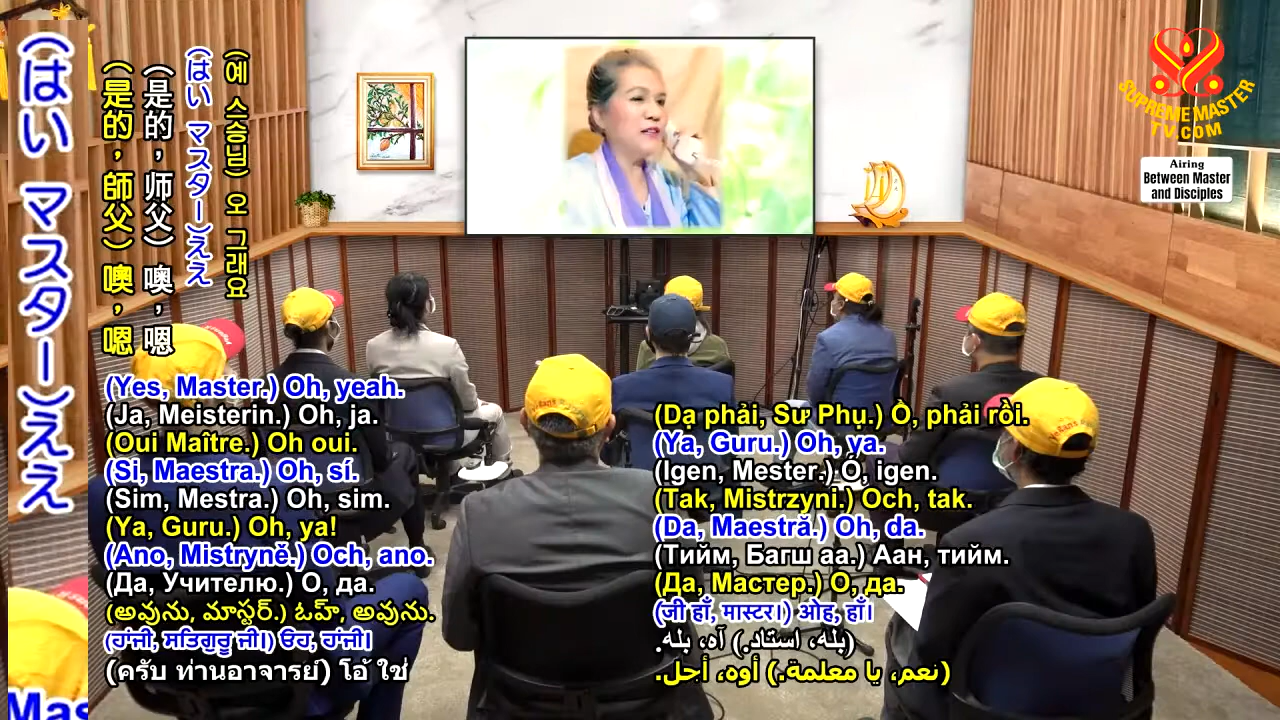 (はい マスター)ええ
(是的，師父) 噢，嗯
(是的，师父) 噢，嗯
(はい マスター)ええ
(예 스승님) 오 그래요
SUPREME MASTER
TV.COM
Airing
Between Master
and Disciples
(Yes, Master.) Oh, yeah.
(Ja, Meisterin.) Oh, ja.
(Oui Maître.) Oh oui.
(Si, Maestra.) Oh, sí.
(Sim, Mestra.) Oh, sim.
(Ya, Guru.) Oh, ya!
(Ano, Mistryně.) Och, ano.
(Да, Учителю.) О, да.
(అవును, మాస్టర్.) ఓహ్, అవును.
(ਹਾਂਜੀ, ਸਤਿਗੁਰੂ ਜੀ।) ਓਹ, ਹਾਂਜੀ।
(ครับ ท่านอาจารย์) โอ้ ใช่
(Dạ phải, Sư Phụ.) Ồ, phải rồi.
(Ya, Guru.) Oh, ya.
(Igen, Mester.) Ó, igen.
(Tak, Mistrzyni.) Och, tak.
(Da, Maestră.) Oh, da.
(Тийм, Багш аа.) Аан, тийм.
(Да, Мастер.) О, да.
(जी हाँ, मास्टर।) ओह, हाँ।
(بله، استاد.) آه، بله.
(نعم، يا معلمة.) أوه، أجل.
Mas